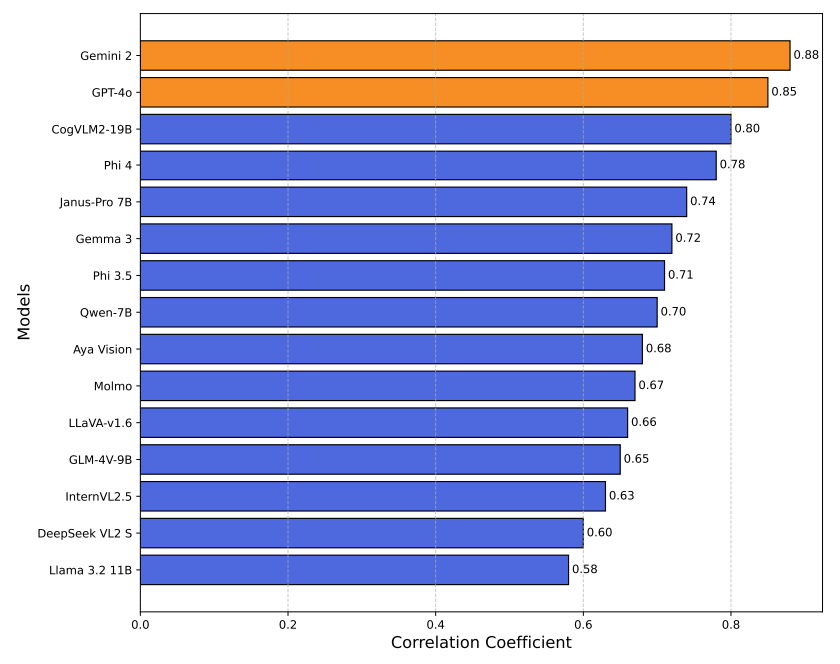 Models
Gemini 2 0.88
GPT-4o 0.85
CogVLM2-19B 0.80
Phi 4 0.78
Janus-Pro 7B 0.74
Gemma 3 0.72
Phi 3.5 0.71
Qwen-7B 0.70
Aya Vision 0.68
Molmo 0.67
LLaVA-v1.6 0.66
GLM-4V-9B 0.65
InternVL2.5 0.63
DeepSeek VL2 S 0.60
Llama 3.2 11B 0.58
0.0 0.2 0.4 0.6 0.8
Correlation Coefficient